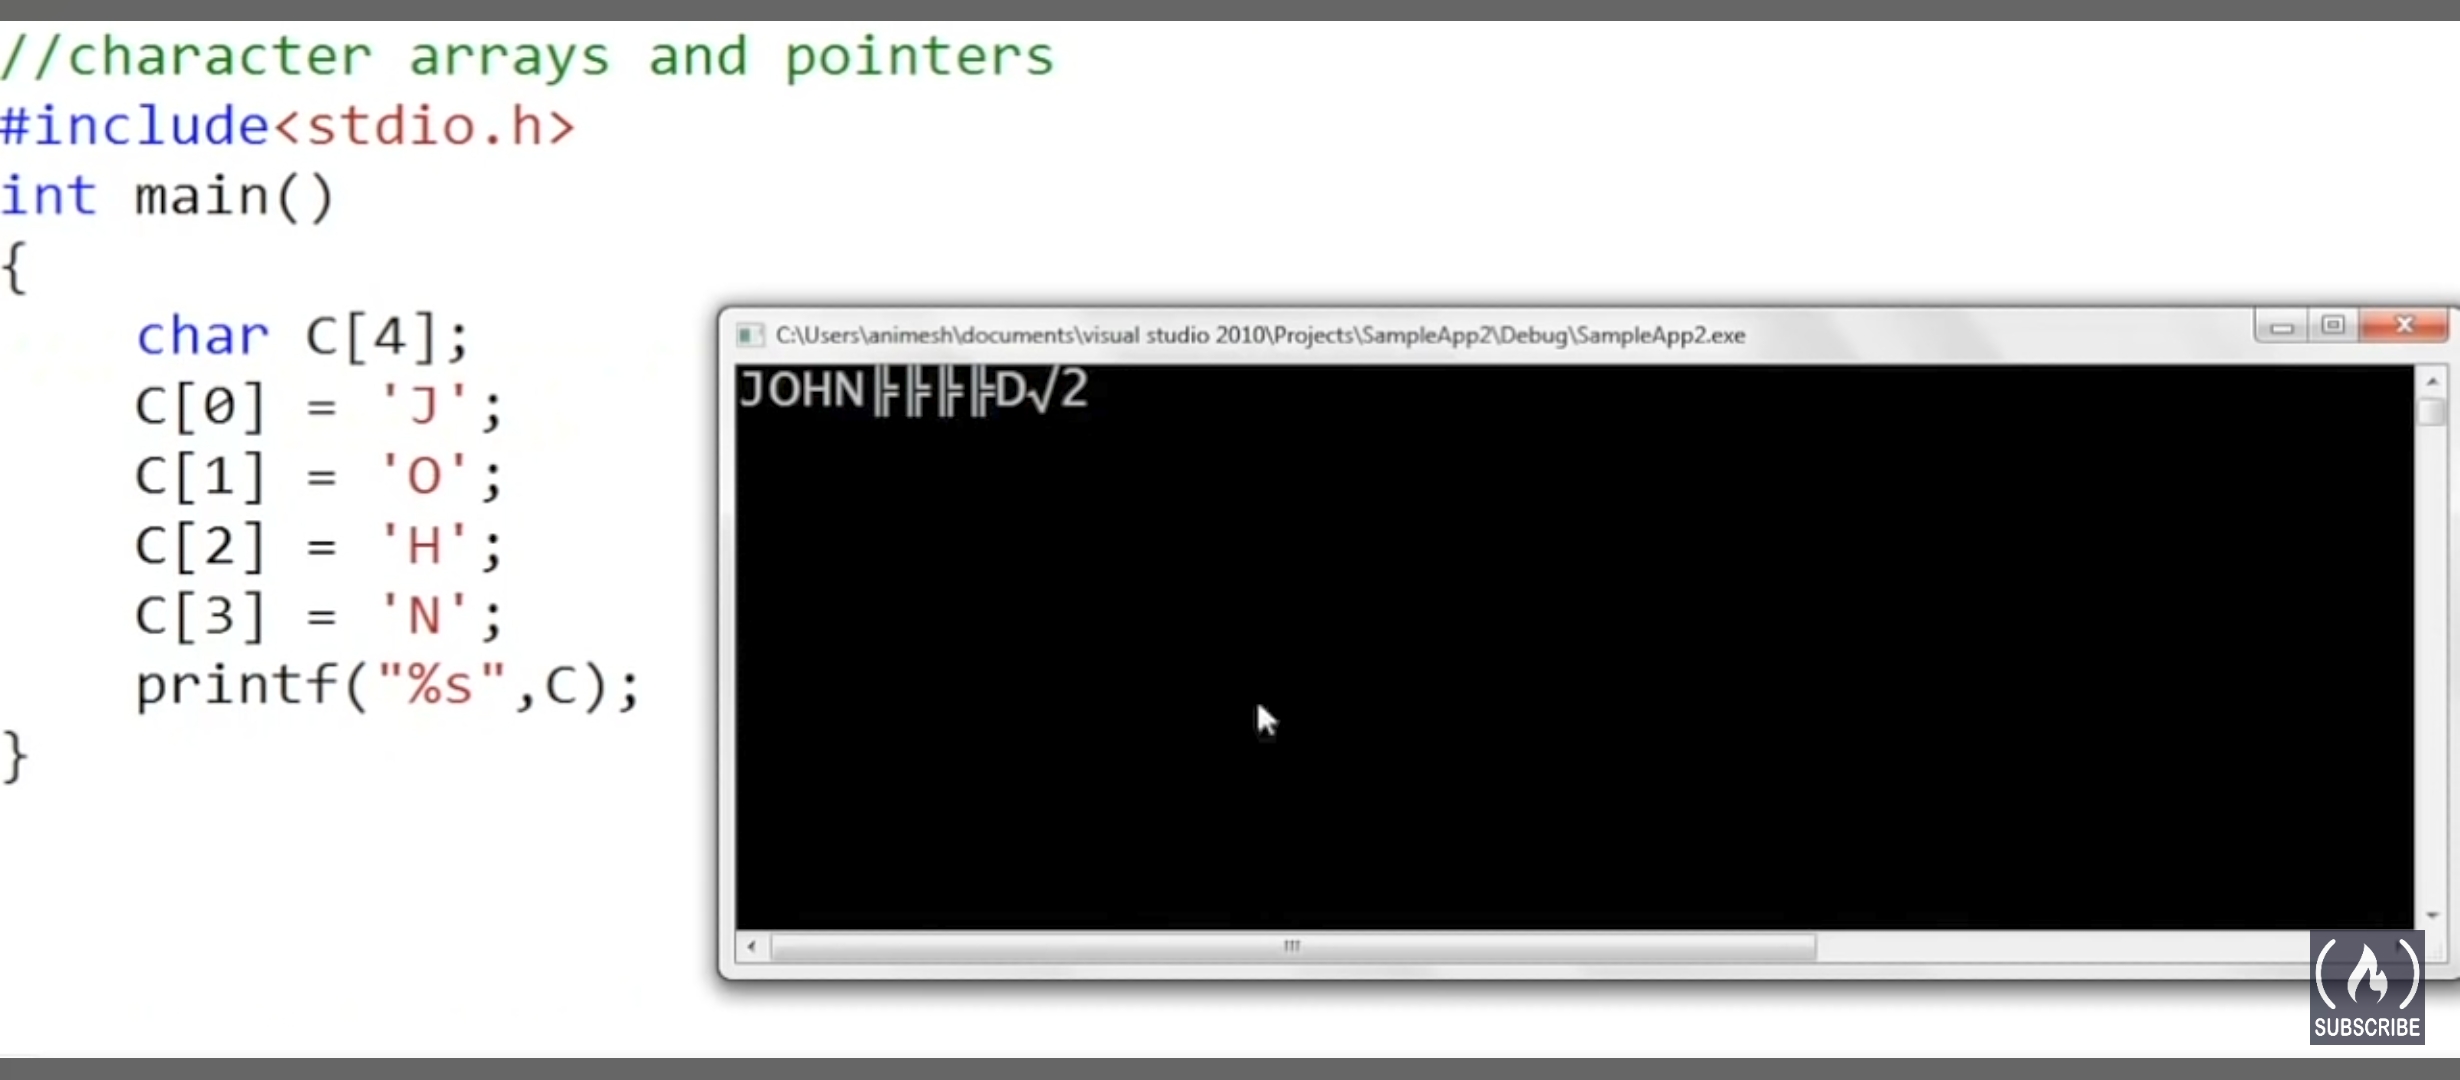 //character arrays and pointers
#include<stdio.h>
int main()
{
char C[4];
C[0] = 'J';
C[1] = 'O';
C[2] = 'H';
C[3] = 'N';
printf("%s",C);
}
C:\Users\animesh\documents\visual studio 2010\Projects\SampleApp2\Debug\SampleApp2.exe
JOHN╠╠╠╠D√2
SUBSCRIBE